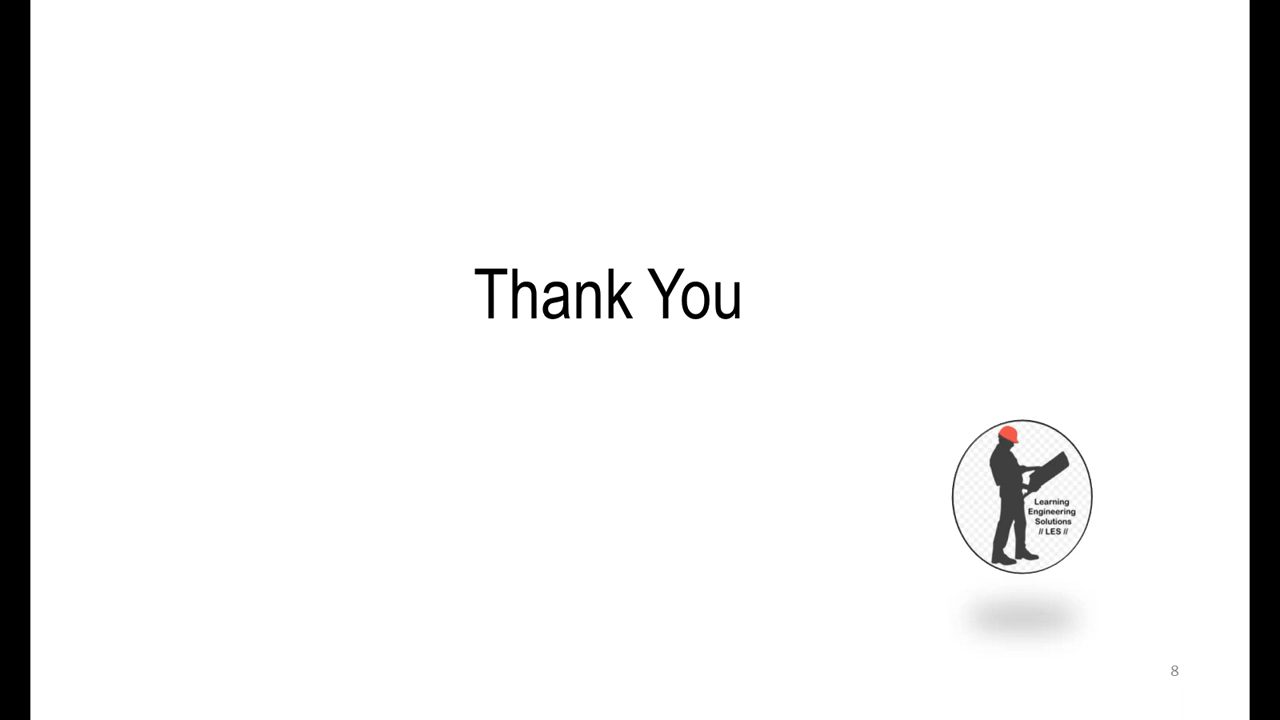 Thank You
Learning
Engineering
Solutions
// LES //
8